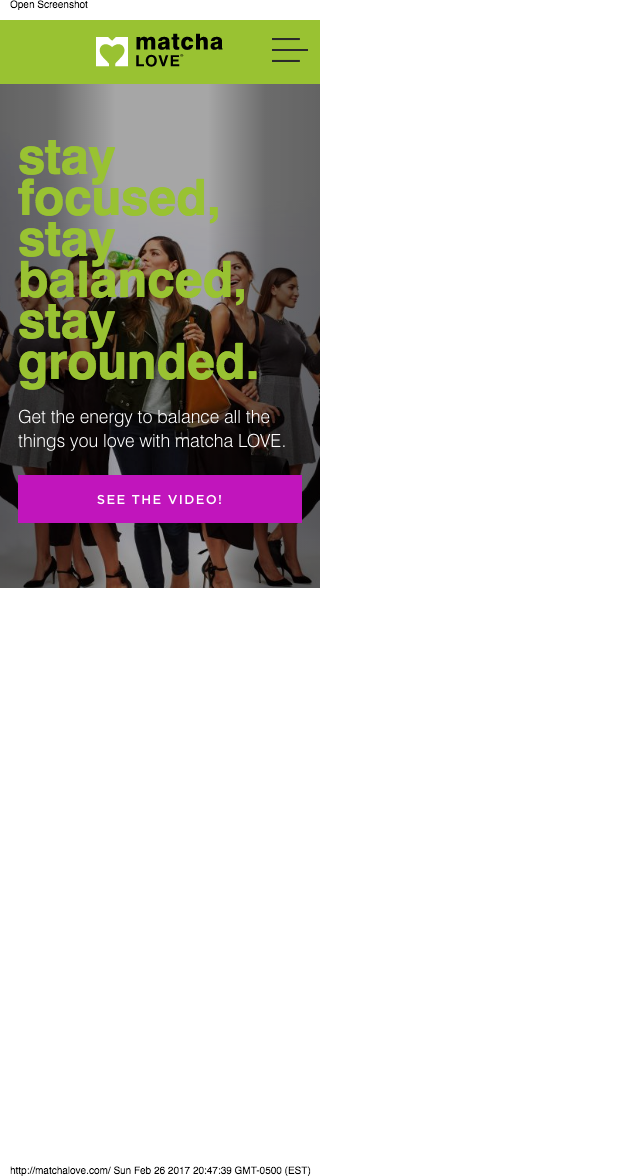 Open Screenshot
matcha
LOVE
stay
focused,
stay
balanced,
stay
grounded.
Get the energy to balance all the
things you love with matcha LOVE.
SEE THE VIDEO!
http://matchalove.com/ Sun Feb 26 2017 20:47:39 GMT-0500 (EST)